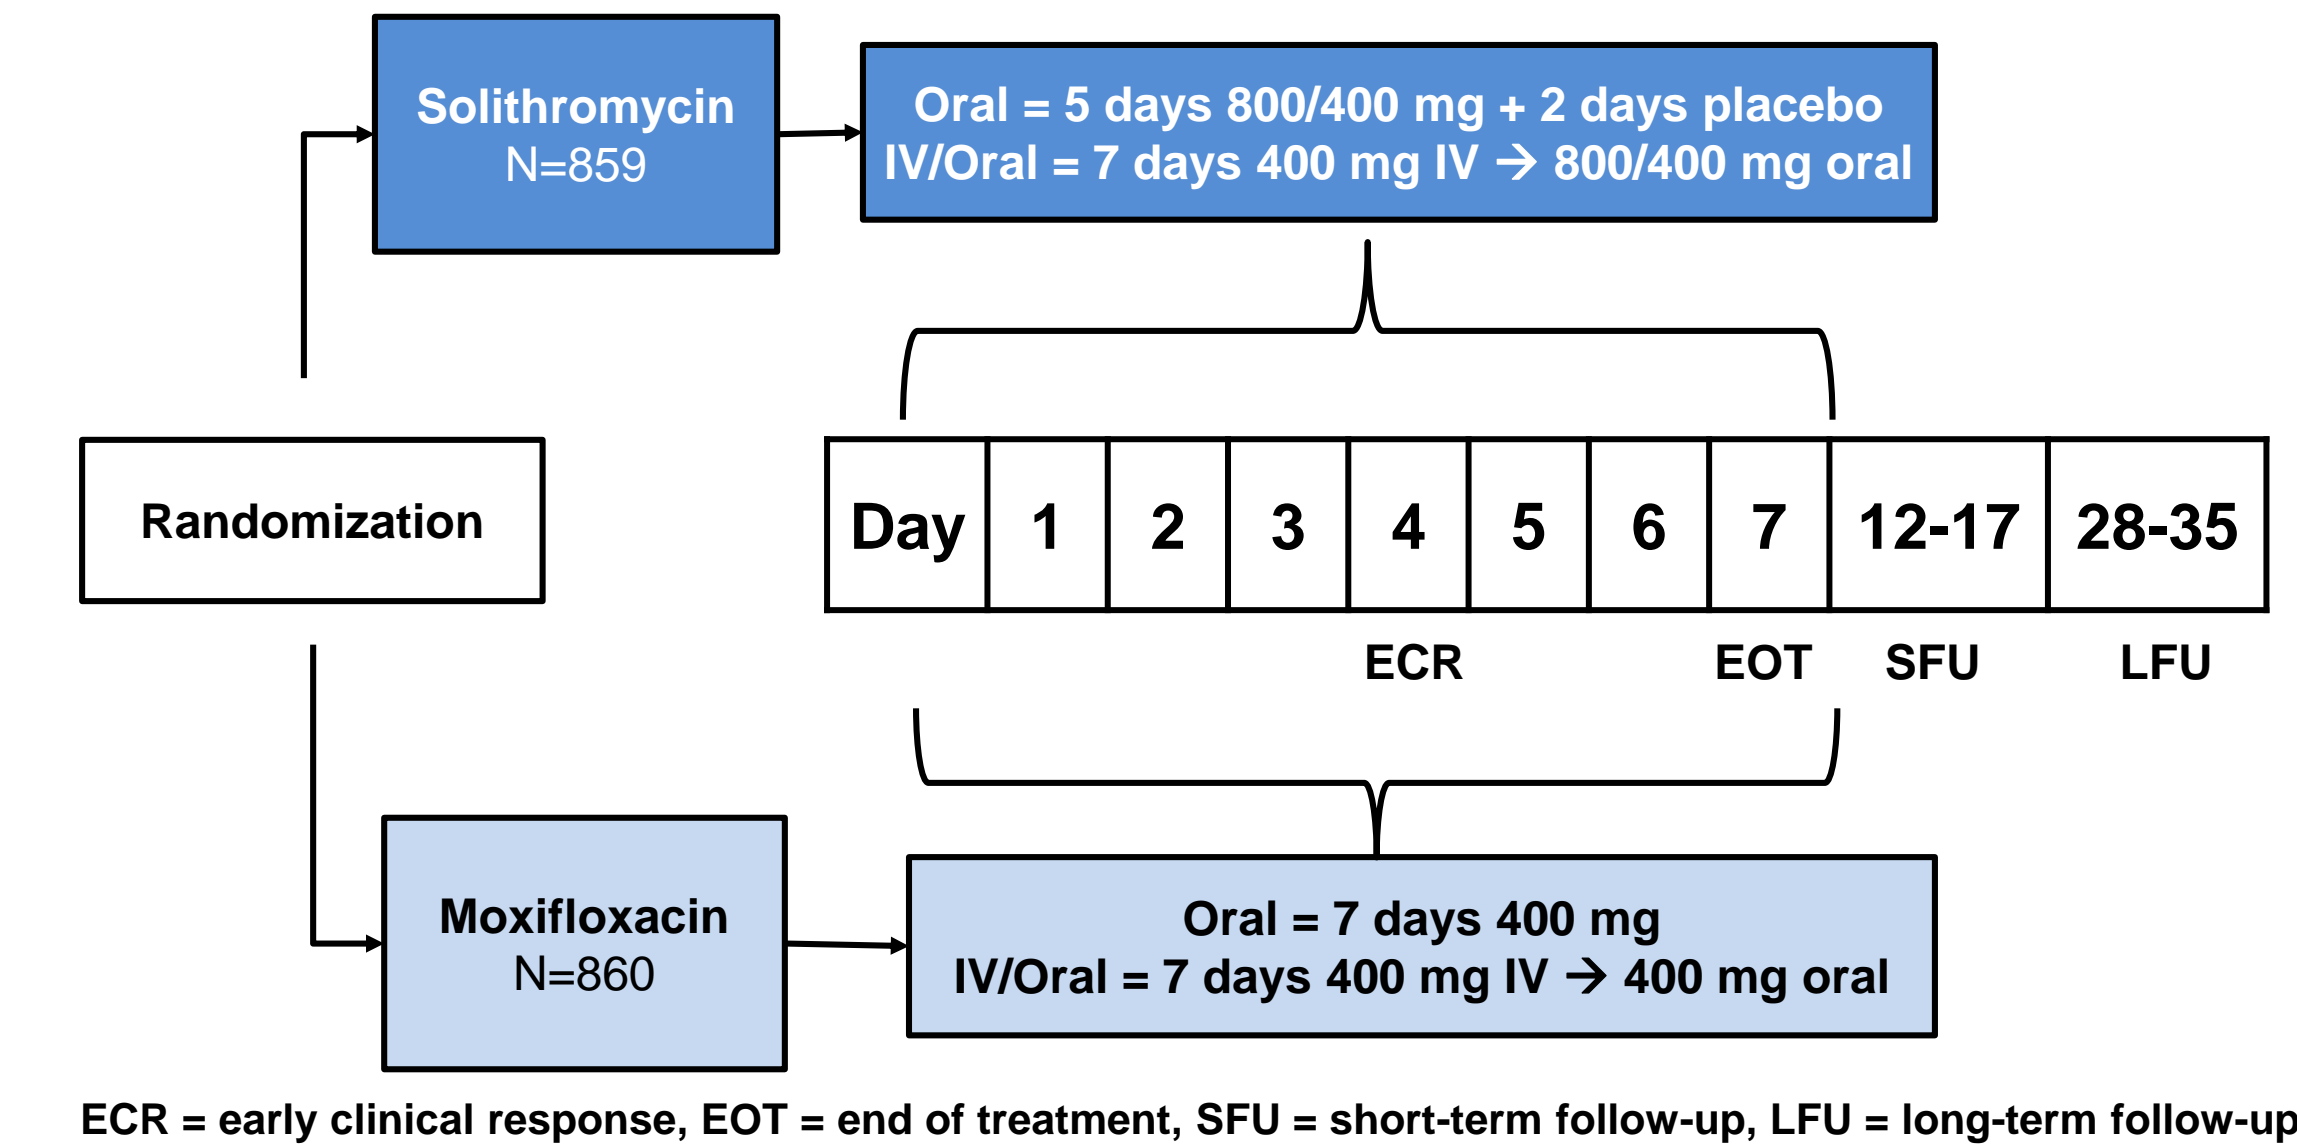 Solithromycin
N=859
Oral = 5 days 800/400 mg + 2 days placebo
IV/Oral = 7 days 400 mg IV → 800/400 mg oral
Randomization
Day 1 2 3 4 5 6 7 12-17 28-35
ECR EOT SFU LFU
Moxifloxacin
N=860
Oral = 7 days 400 mg
IV/Oral = 7 days 400 mg IV → 400 mg oral
ECR = early clinical response, EOT = end of treatment, SFU = short-term follow-up, LFU = long-term follow-up